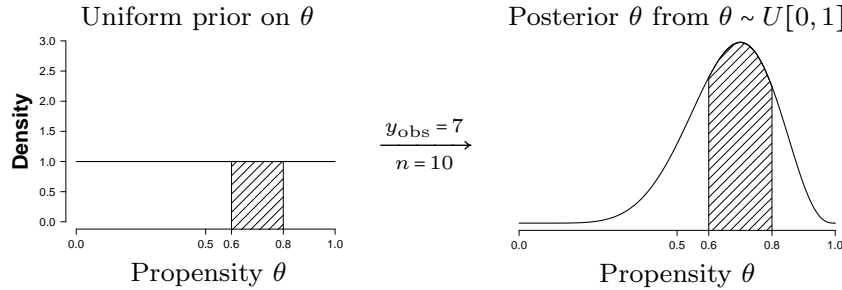 Uniform prior on θ
Density
3.0
2.5
2.0
1.5
1.0
0.5
0.0
0.0 0.5 0.6 0.8 1.0
Propensity θ
y_obs = 7
n = 10
Posterior θ from θ ~ U[0, 1]
0.0 0.5 0.6 0.8 1.0
Propensity θ